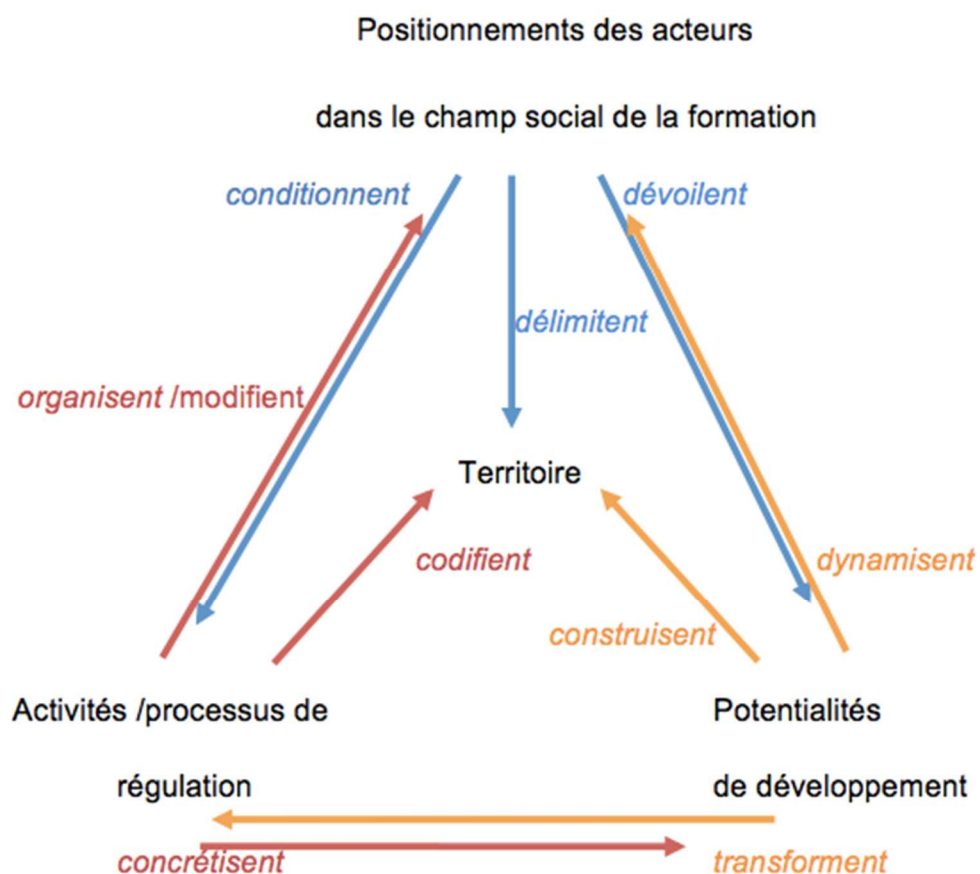 Positionnements des acteurs
dans le champ social de la formation
conditionnent
dévoilent
délimitent
organisent /modifient
Territoire
codifient
dynamisent
construisent
Activités /processus de
régulation
Potentialités
de développement
concrétisent
transforment